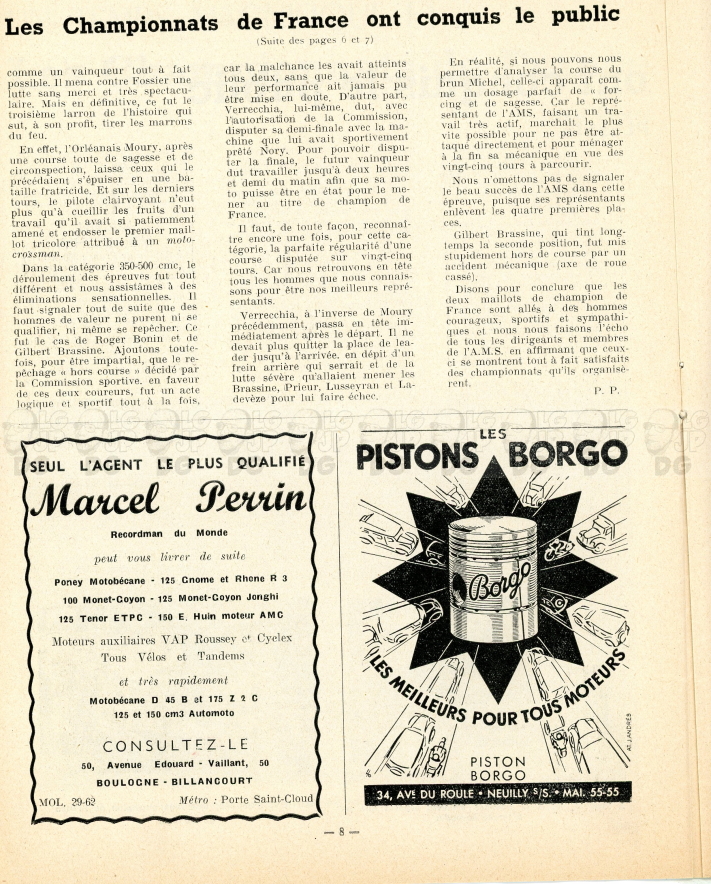 Les Championnats de France ont conquis le public
(Suite des pages 6 et 7)
comme un vainqueur tout à fait
possible. Il mena contre Fossier une
lutte sans merci et très spectacu-
laire. Mais en définitive, ce fut le
troisième larron de l'histoire qui
sut, à son profit, tirer les marrons
du feu.
En effet, l'Orléanais Moury, après
une course toute de sagesse et de
circonspection, laissa ceux qui le
précédaient s'épuiser en une ba-
taille fratricide. Et sur les derniers
tours, le pilote clairvoyant n'eut
plus qu'à cueillir les fruits d'un
travail qu'il avait si patiemment
amené et endosser le premier mail-
lot tricolore attribué à un moto-
crossman.
Dans la catégorie 350-500 cmc, le
déroulement des épreuves fut tout
différent et nous assistâmes à des
éliminations sensationnelles. Il
faut signaler tout de suite que des
hommes de valeur ne purent ni se
qualifier, ni même se repêcher. Ce
fut le cas de Roger Bonin et de
Gilbert Brassine. Ajoutons toute-
fois, pour être impartial, que le re-
pêchage « hors course » décidé par
la Commission sportive, en faveur
de ces deux coureurs, fut un acte
logique et sportif tout à la fois,
car la malchance les avait atteints
tous deux, sans que la valeur de
leur performance ait jamais pu
être mise en doute. D'autre part,
Verrecchia, lui-même, dut, avec
l'autorisation de la Commission,
disputer sa demi-finale avec la ma-
chine que lui avait sportivement
prêté Nory. Pour pouvoir dispu-
ter la finale, le futur vainqueur
dut travailler jusqu'à deux heures
et demi du matin afin que sa mo-
to puisse être en état pour le me-
ner au titre de champion de
France.
Il faut, de toute façon, reconnaî-
tre encore une fois, pour cette ca-
tégorie, la parfaite régularité d'une
course disputée sur vingt-cinq
tours. Car nous retrouvons en tête
tous les hommes que nous connais-
sons pour être nos meilleurs repré-
sentants.
Verrecchia, à l'inverse de Moury
précédemment, passa en tête im-
médiatement après le départ. Il ne
devait plus quitter la place de lea-
der jusqu'à l'arrivée, en dépit d'un
frein arrière qui serrait et de la
lutte sévère qu'allaient mener les
Brassine, Prieur, Lusseyran et La-
devèze pour lui faire échec.
En réalité, si nous pouvons nous
permettre d'analyser la course du
brun Michel, celle-ci apparaît com-
me un dosage parfait de « for-
cing et de sagesse. Car le repré-
sentant de l'AMS, faisant un tra-
vail très actif, marchait le plus
vite possible pour ne pas être at-
taqué directement et pour ménager
à la fin sa mécanique en vue des
vingt-cinq tours à parcourir.
Nous n'omettons pas de signaler
le beau succès de l'AMS dans cette
épreuve, puisque ses représentants
enlèvent les quatre premières pla-
ces.
Gilbert Brassine, qui tint long-
temps la seconde position, fut mis
stupidement hors de course par un
accident mécanique (axe de roue
cassé).
Disons pour conclure que les
deux maillots de champion de
France sont allés à des hommes
courageux, sportifs et sympathi-
ques et nous nous faisons l'écho
de tous les dirigeants et membres
de l'A.M.S. en affirmant que ceux-
ci se montrent tout à fait satisfaits
des championnats qu'ils organisè-
rent.
P. P.
SEUL L'AGENT LE PLUS QUALIFIÉ
Marcel Perrin
Recordman du Monde
peut vous livrer de suite
Poney Motobécane - 125 Gnome et Rhone R 3
100 Monet-Goyon - 125 Monet-Goyon Jonghi
125 Tenor ETPC - 150 E. Huin moteur AMC
Moteurs auxiliaires VAP Roussey et Cyclex
Tous Vélos et Tandems
et très rapidement
Motobécane D 45 B et 175 Z 2 C
125 et 150 cm3 Automoto
CONSULTEZ-LE
50, Avenue Edouard - Vaillant, 50
BOULOGNE - BILLANCOURT
MOL. 29-62 Métro : Porte Saint-Cloud
LES
PISTONS BORGO
Borgo
LES MEILLEURS POUR TOUS MOTEURS
AT. J. ANDRÉS
PISTON
BORGO
34, AVE DU ROULE • NEUILLY S/S. • MAI. 55-55
— 8 —